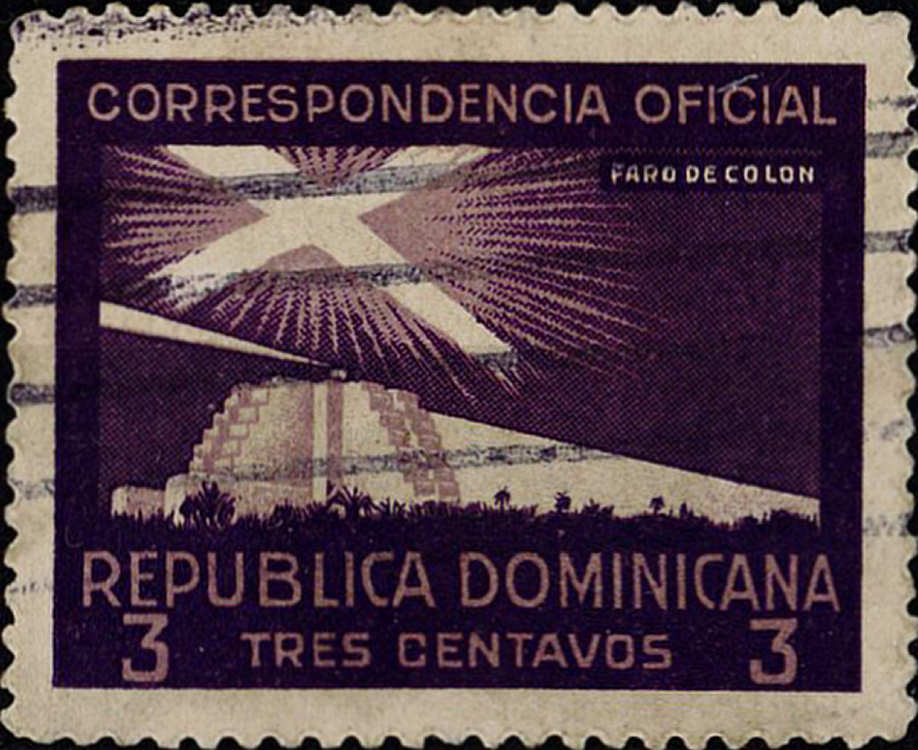 CORRESPONDENCIA OFICIAL
FARO DE COLON
REPUBLICA DOMINICANA
3 TRES CENTAVOS 3